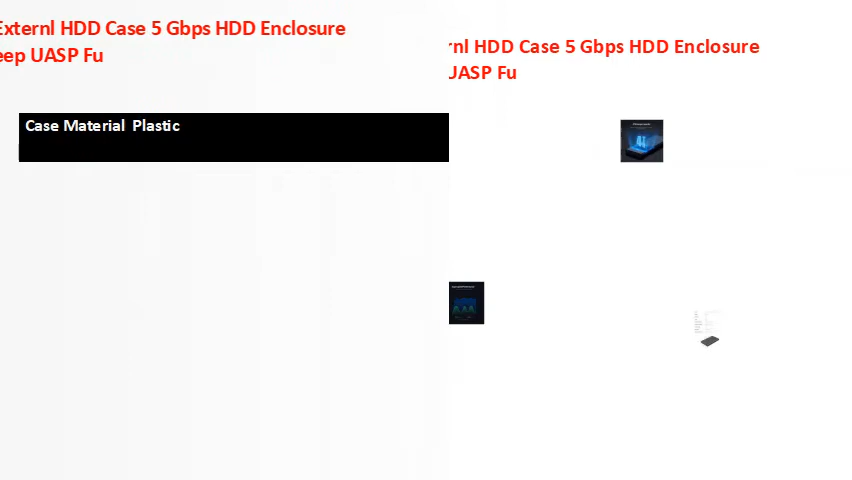 Externl HDD Case 5 Gbps HDD Enclosure
eep UASP Fu
Case Material Plastic
rnl HDD Case 5 Gbps HDD Enclosure
UASP Fu